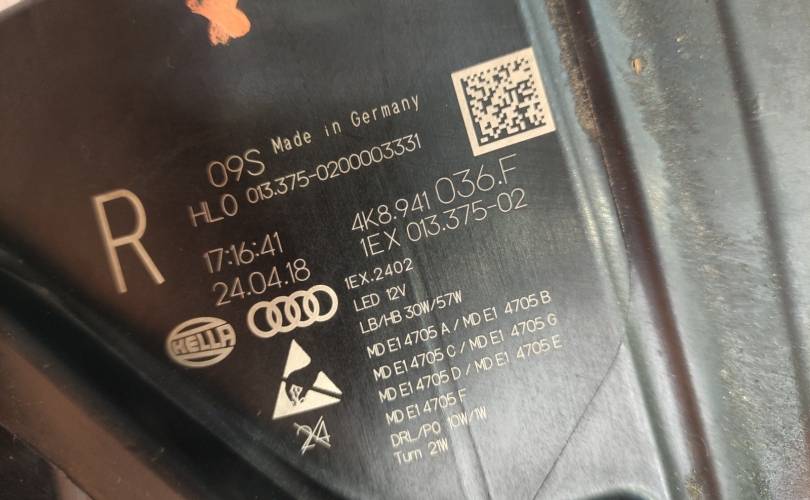 R
09S Made in Germany
HLO 013.375-0200003331
4K8.941 036.F
1EX 013.375-02
17:16:41
24.04.18
1EX.2402
LED 12V
LB/HB 30W/57W
MD E1 4705 A / MD E1 4705 B
MD E1 4705 C / MD E1 4705 G
MD E1 4705 D / MD E1 4705 E
MD E1 4705 F
DRL/PO 10W/1W
Turn 21W
HELLA